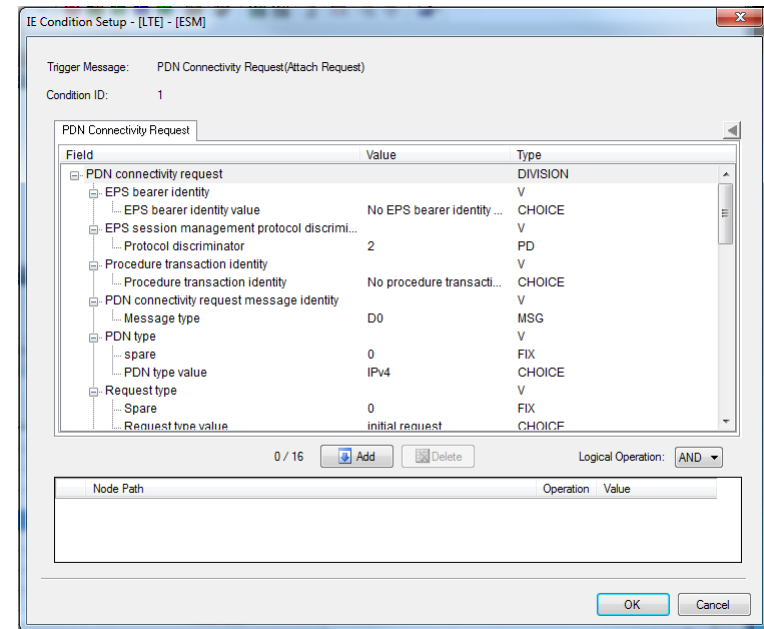 IE Condition Setup - [LTE] - [ESM]
Trigger Message: PDN Connectivity Request(Attach Request)
Condition ID: 1
PDN Connectivity Request
Field Value Type
PDN connectivity request DIVISION
EPS bearer identity V
EPS bearer identity value No EPS bearer identity ... CHOICE
EPS session management protocol discrimi... V
Protocol discriminator 2 PD
Procedure transaction identity V
Procedure transaction identity No procedure transacti... CHOICE
PDN connectivity request message identity V
Message type D0 MSG
PDN type V
spare 0 FIX
PDN type value IPv4 CHOICE
Request type V
Spare 0 FIX
Request type value initial request CHOICE
0 / 16 Add Delete Logical Operation: AND
Node Path Operation Value
OK Cancel